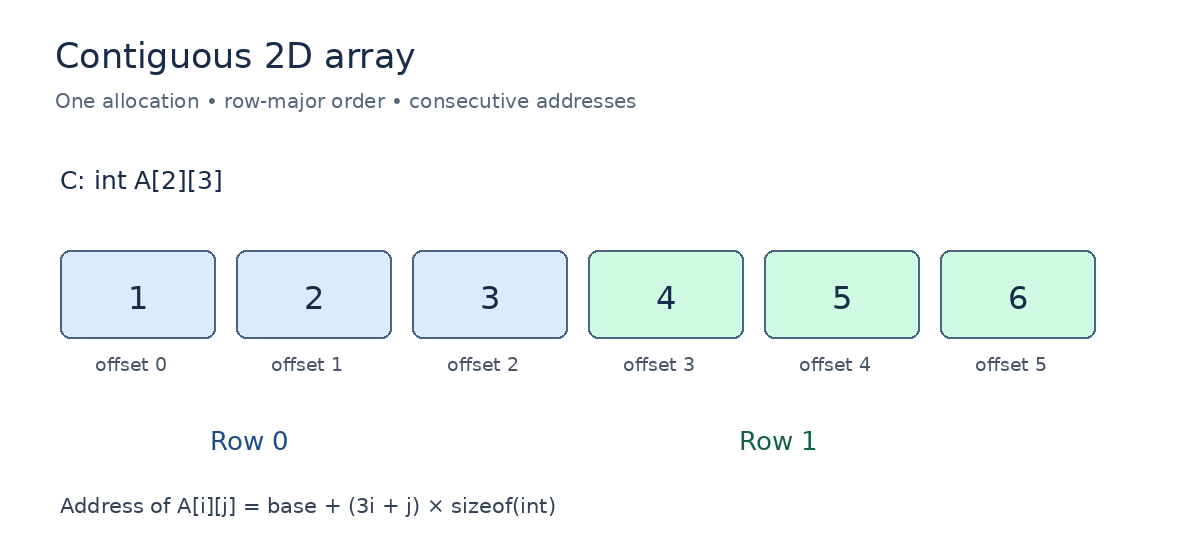 Contiguous 2D array
One allocation • row-major order • consecutive addresses
C: int A[2][3]
1 2 3 4 5 6
offset 0 offset 1 offset 2 offset 3 offset 4 offset 5
Row 0 Row 1
Address of A[i][j] = base + (3i + j) × sizeof(int)